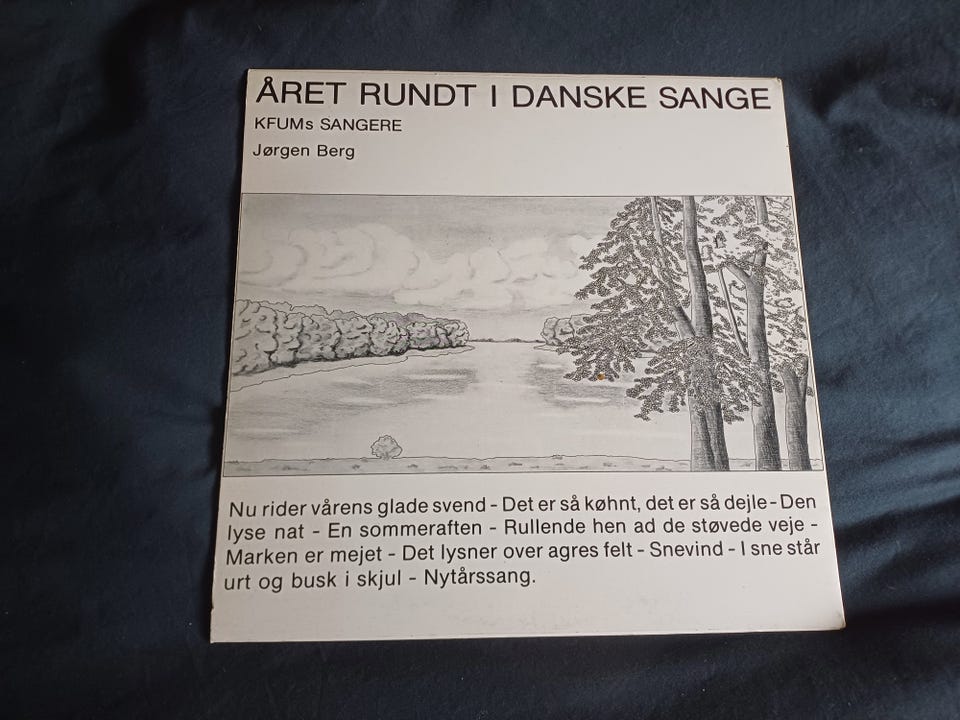 ÅRET RUNDT I DANSKE SANGE
KFUMs SANGERE
Jørgen Berg
Nu rider vårens glade svend - Det er så køhnt, det er så dejle - Den
lyse nat - En sommeraften - Rullende hen ad de støvede veje -
Marken er mejet - Det lysner over agres felt - Snevind - I sne står
urt og busk i skjul - Nytårssang.